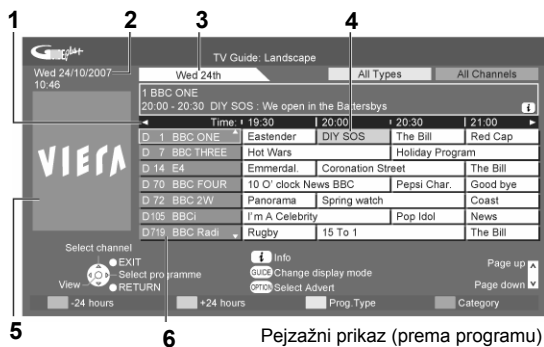 1 2 3 4
GUIDE Plus+
TV Guide: Landscape
Wed 24/10/2007
10:46
Wed 24th All Types All Channels
1 BBC ONE
20:00 - 20:30 DIY SOS : We open in the Battersbys i
Time: 19:30 20:00 20:30 21:00
D 1 BBC ONE Eastender DIY SOS The Bill Red Cap
D 7 BBC THREE Hot Wars Holiday Program
D 14 E4 Emmerdal. Coronation Street The Bill
D 70 BBC FOUR 10 O' clock News BBC Pepsi Char. Good bye
D 72 BBC 2W Panorama Spring watch Coast
D105 BBCi I'm A Celebrity Pop Idol News
D719 BBC Radi Rugby 15 To 1 The Bill
VIERA
Select channel
EXIT
Select programme
View
RETURN
i Info
GUIDE Change display mode
OPTION Select Advert
Page up
Page down
-24 hours +24 hours Prog.Type Category
5 6
Pejzažni prikaz (prema programu)